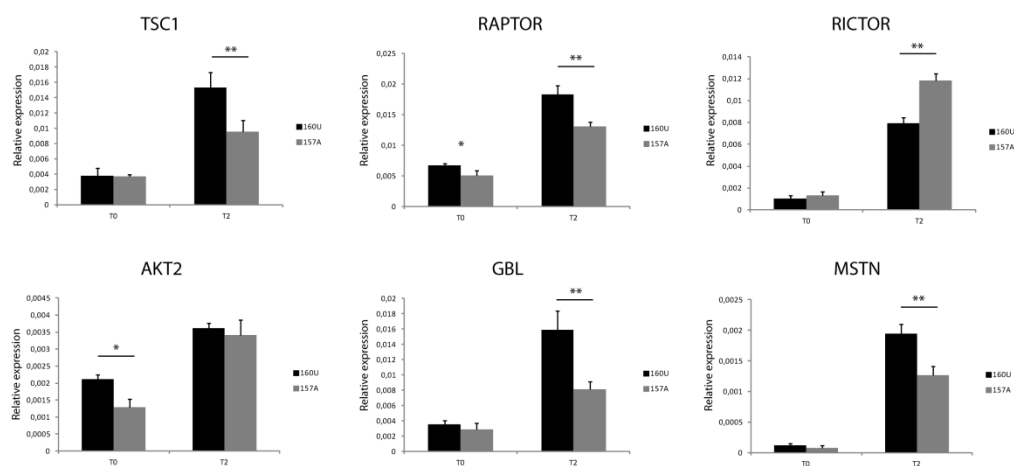 TSC1
Relative expression
0,02
0,018
0,016
0,014
0,012
0,01
0,008
0,006
0,004
0,002
0
**
T0
T2
160U
157A
RAPTOR
Relative expression
0,025
0,02
0,015
0,01
0,005
0
*
**
T0
T2
160U
157A
RICTOR
Relative expression
0,014
0,012
0,01
0,008
0,006
0,004
0,002
0
**
T0
T2
160U
157A
AKT2
Relative expression
0,0045
0,004
0,0035
0,003
0,0025
0,002
0,0015
0,001
0,0005
0
*
T0
T2
160U
157A
GBL
Relative expression
0,02
0,018
0,016
0,014
0,012
0,01
0,008
0,006
0,004
0,002
0
**
T0
T2
160U
157A
MSTN
Relative expression
0,0025
0,002
0,0015
0,001
0,0005
0
**
T0
T2
160U
157A